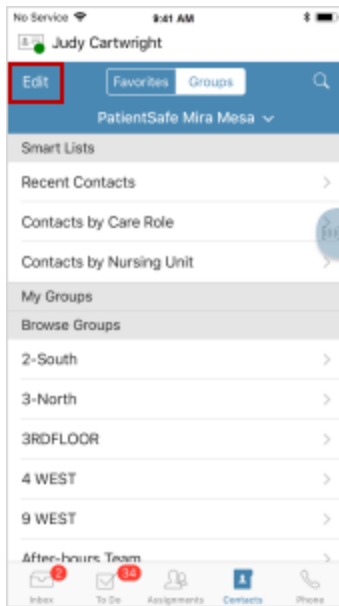 No Service 9:41 AM
Judy Cartwright
Edit Favorites Groups
PatientSafe Mira Mesa
Smart Lists
Recent Contacts
Contacts by Care Role
Contacts by Nursing Unit
My Groups
Browse Groups
2-South
3-North
3RDFLOOR
4 WEST
9 WEST
After-hours Team
2 34
Inbox To Do Assignments Contacts Phone